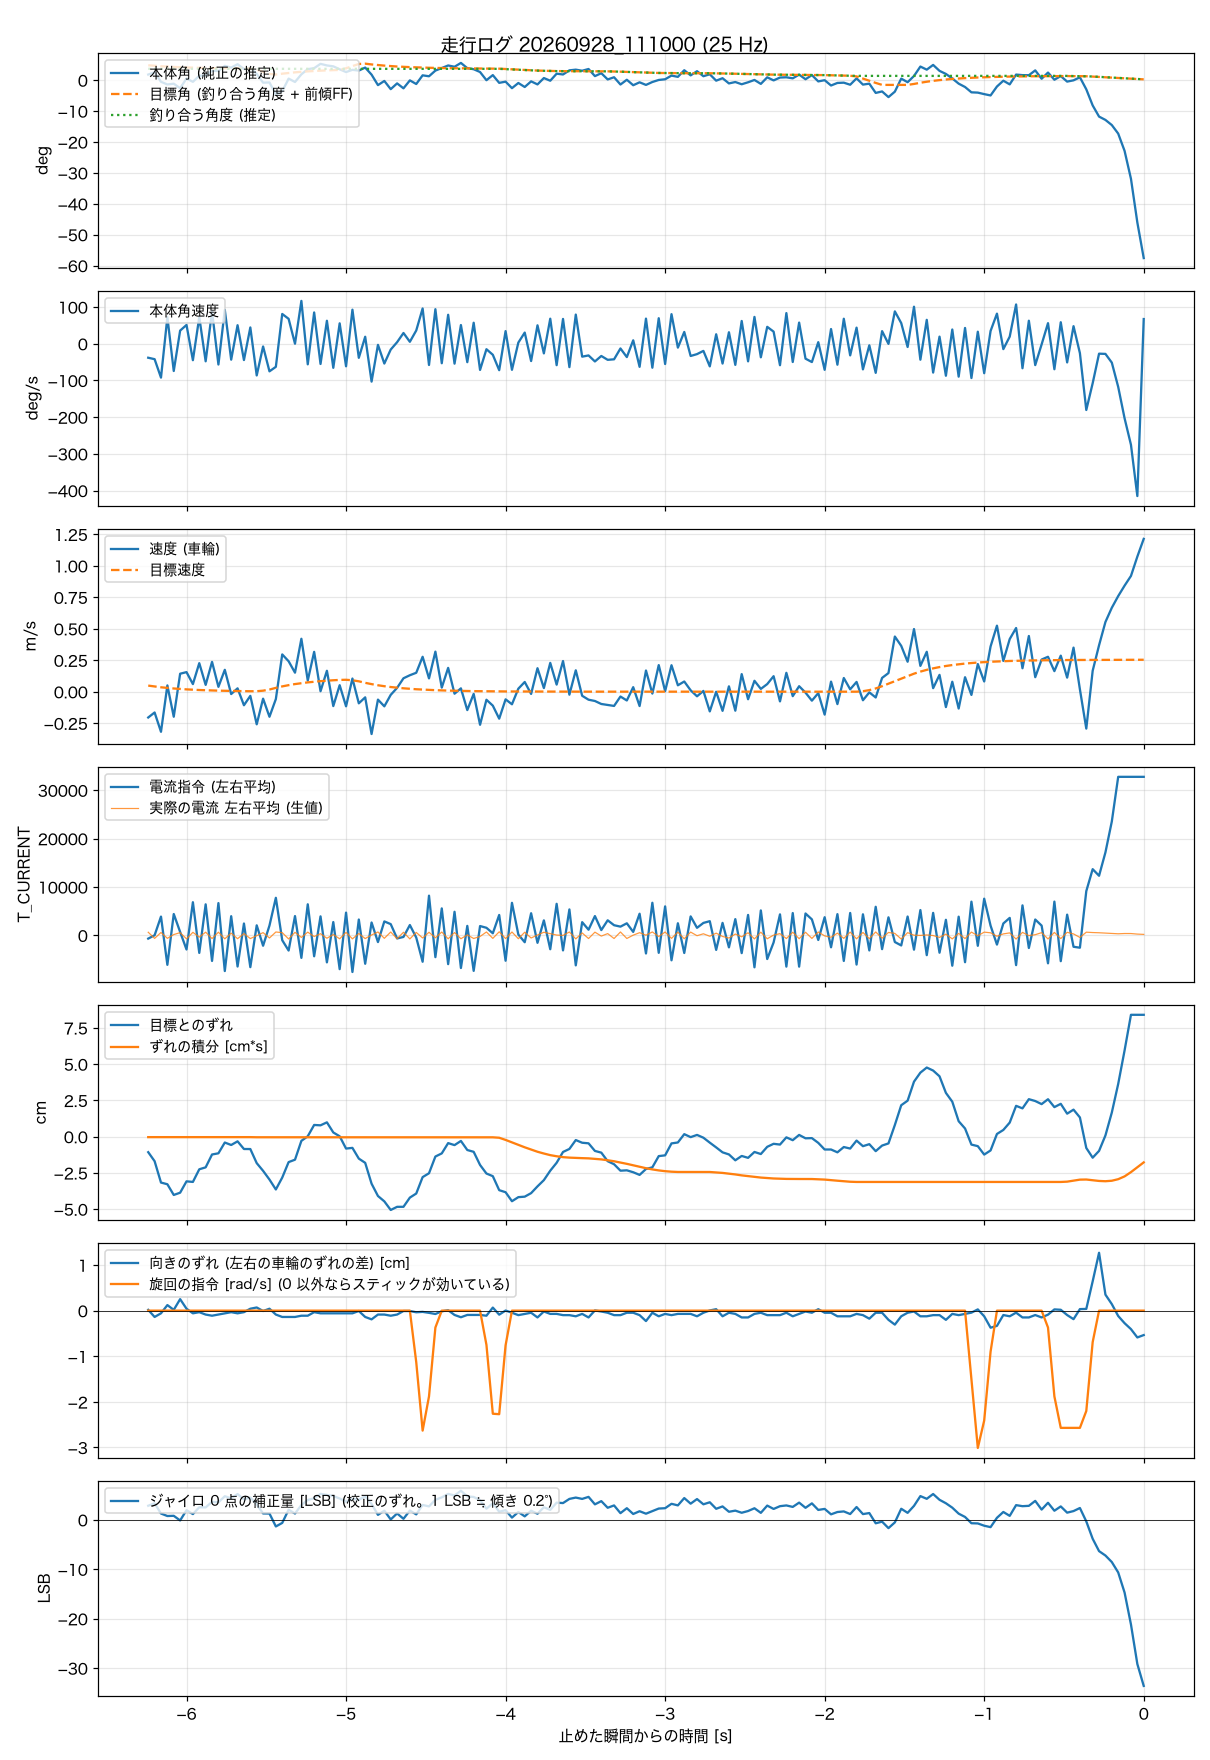 走行ログ 20260928_111000 (25 Hz)
本体角 (純正の推定)
目標角 (釣り合う角度 + 前傾FF)
釣り合う角度 (推定)
deg
0
−10
−20
−30
−40
−50
−60
本体角速度
deg/s
100
0
−100
−200
−300
−400
速度 (車輪)
目標速度
m/s
1.25
1.00
0.75
0.50
0.25
0.00
−0.25
電流指令 (左右平均)
実際の電流 左右平均 (生値)
T_CURRENT
30000
20000
10000
0
目標とのずれ
ずれの積分 [cm*s]
cm
7.5
5.0
2.5
0.0
−2.5
−5.0
向きのずれ (左右の車輪のずれの差) [cm]
旋回の指令 [rad/s] (0 以外ならスティックが効いている)
1
0
−1
−2
−3
ジャイロ 0 点の補正量 [LSB] (校正のずれ。1 LSB ≒ 傾き 0.2°)
LSB
0
−10
−20
−30
−6 −5 −4 −3 −2 −1 0
止めた瞬間からの時間 [s]